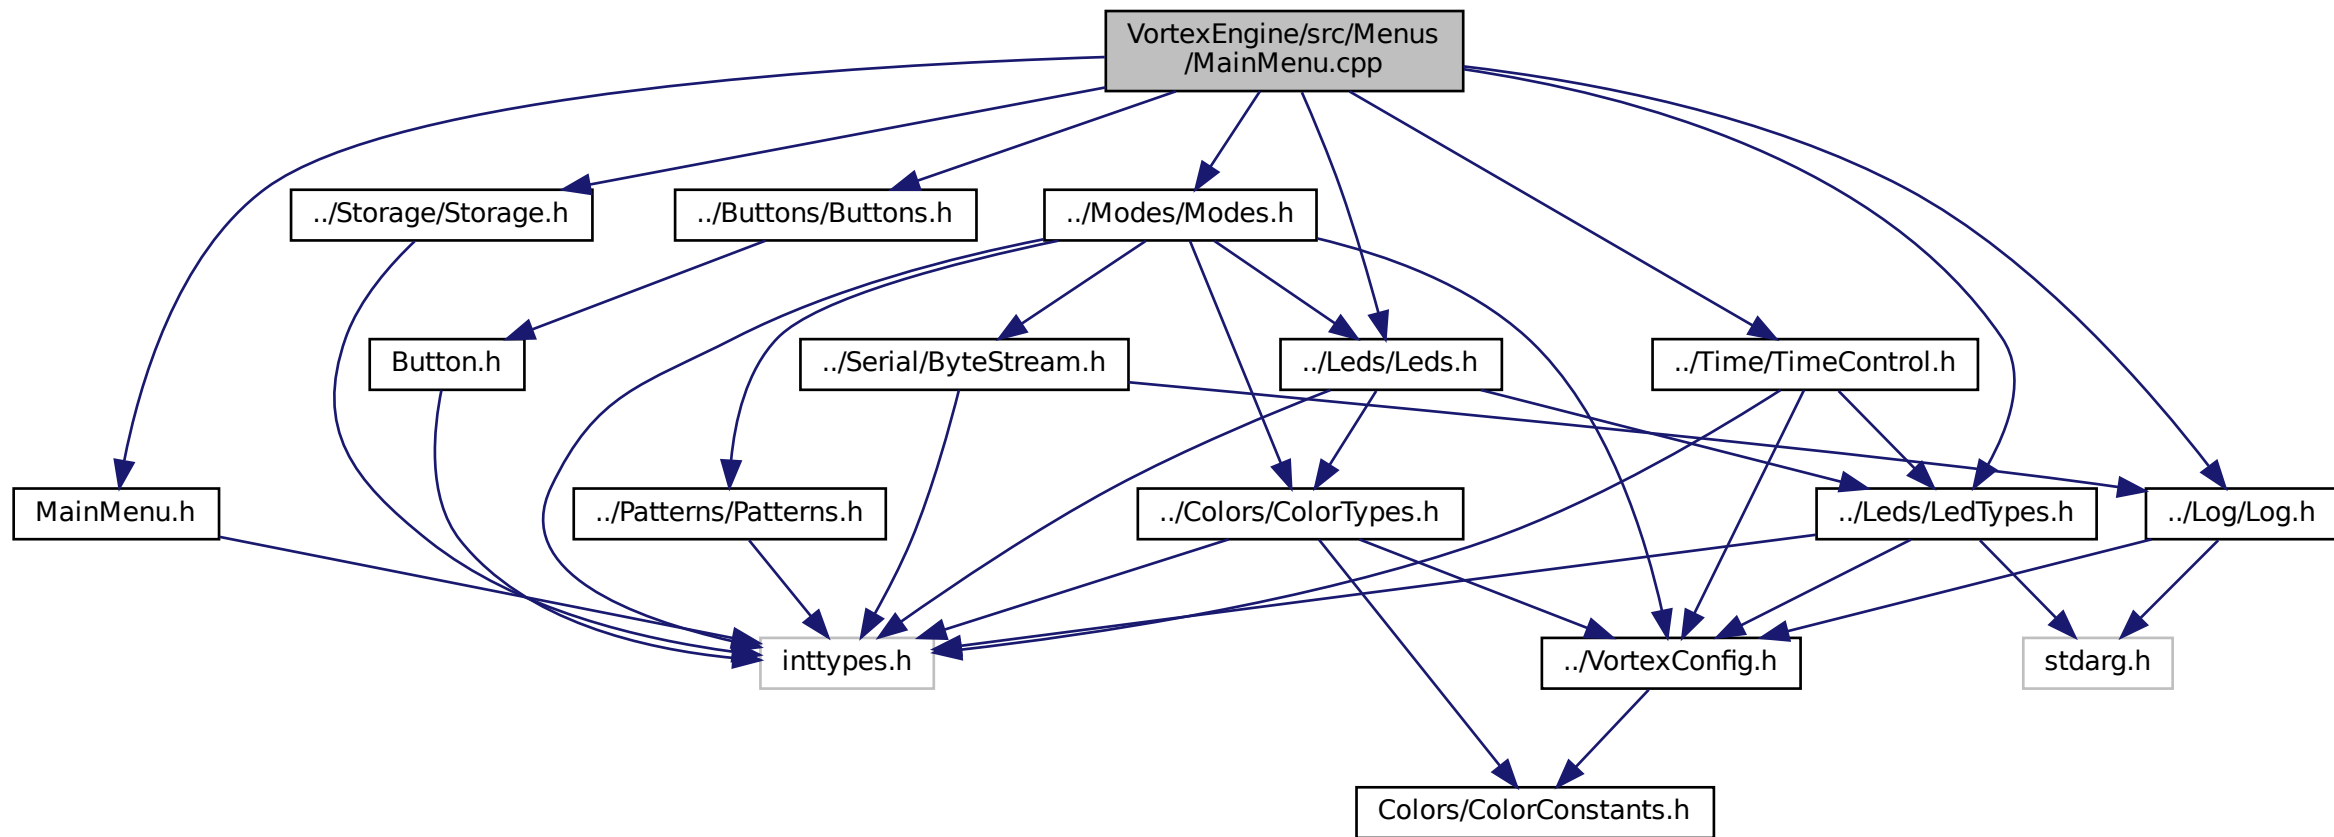 VortexEngine/src/Menus
/MainMenu.cpp
../Storage/Storage.h
../Buttons/Buttons.h
../Modes/Modes.h
Button.h
../Serial/ByteStream.h
../Leds/Leds.h
../Time/TimeControl.h
MainMenu.h
../Patterns/Patterns.h
../Colors/ColorTypes.h
../Leds/LedTypes.h
../Log/Log.h
inttypes.h
../VortexConfig.h
stdarg.h
Colors/ColorConstants.h